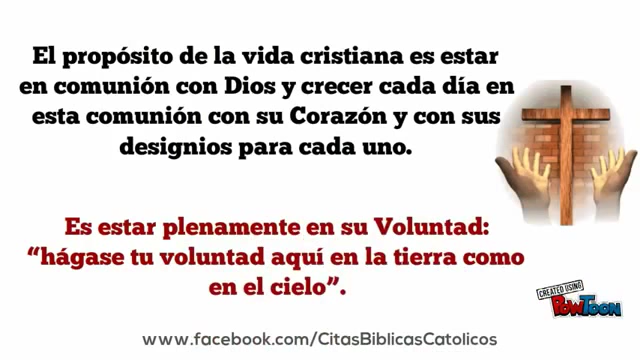 El propósito de la vida cristiana es estar
en comunión con Dios y crecer cada día en
esta comunión con su Corazón y con sus
designios para cada uno.
Es estar plenamente en su Voluntad:
“hágase tu voluntad aquí en la tierra como
en el cielo”.
CREATED USING
POWTOON
www.facebook.com/CitasBiblicasCatolicos